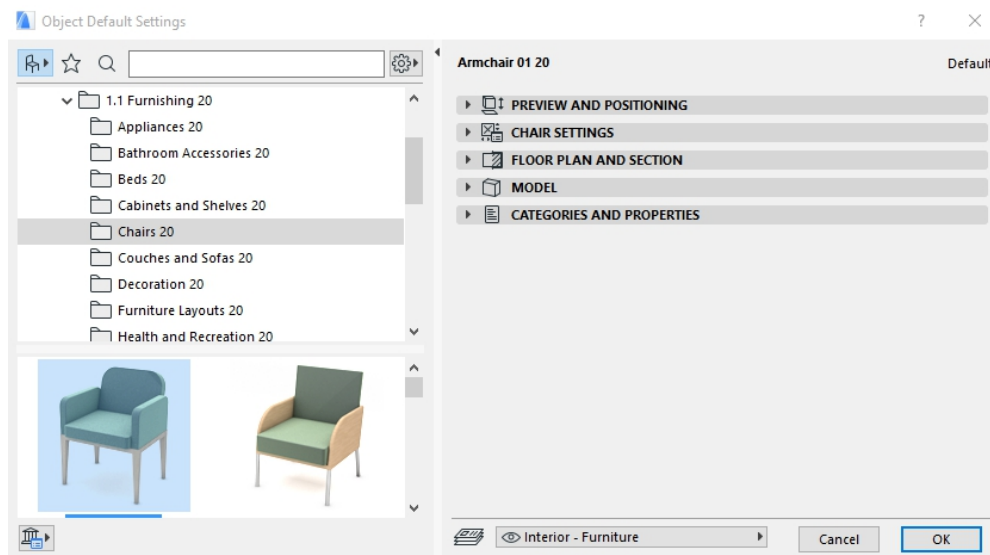 Object Default Settings
1.1 Furnishing 20
Appliances 20
Bathroom Accessories 20
Beds 20
Cabinets and Shelves 20
Chairs 20
Couches and Sofas 20
Decoration 20
Furniture Layouts 20
Health and Recreation 20
Armchair 01 20
Default
PREVIEW AND POSITIONING
CHAIR SETTINGS
FLOOR PLAN AND SECTION
MODEL
CATEGORIES AND PROPERTIES
Interior - Furniture
Cancel
OK